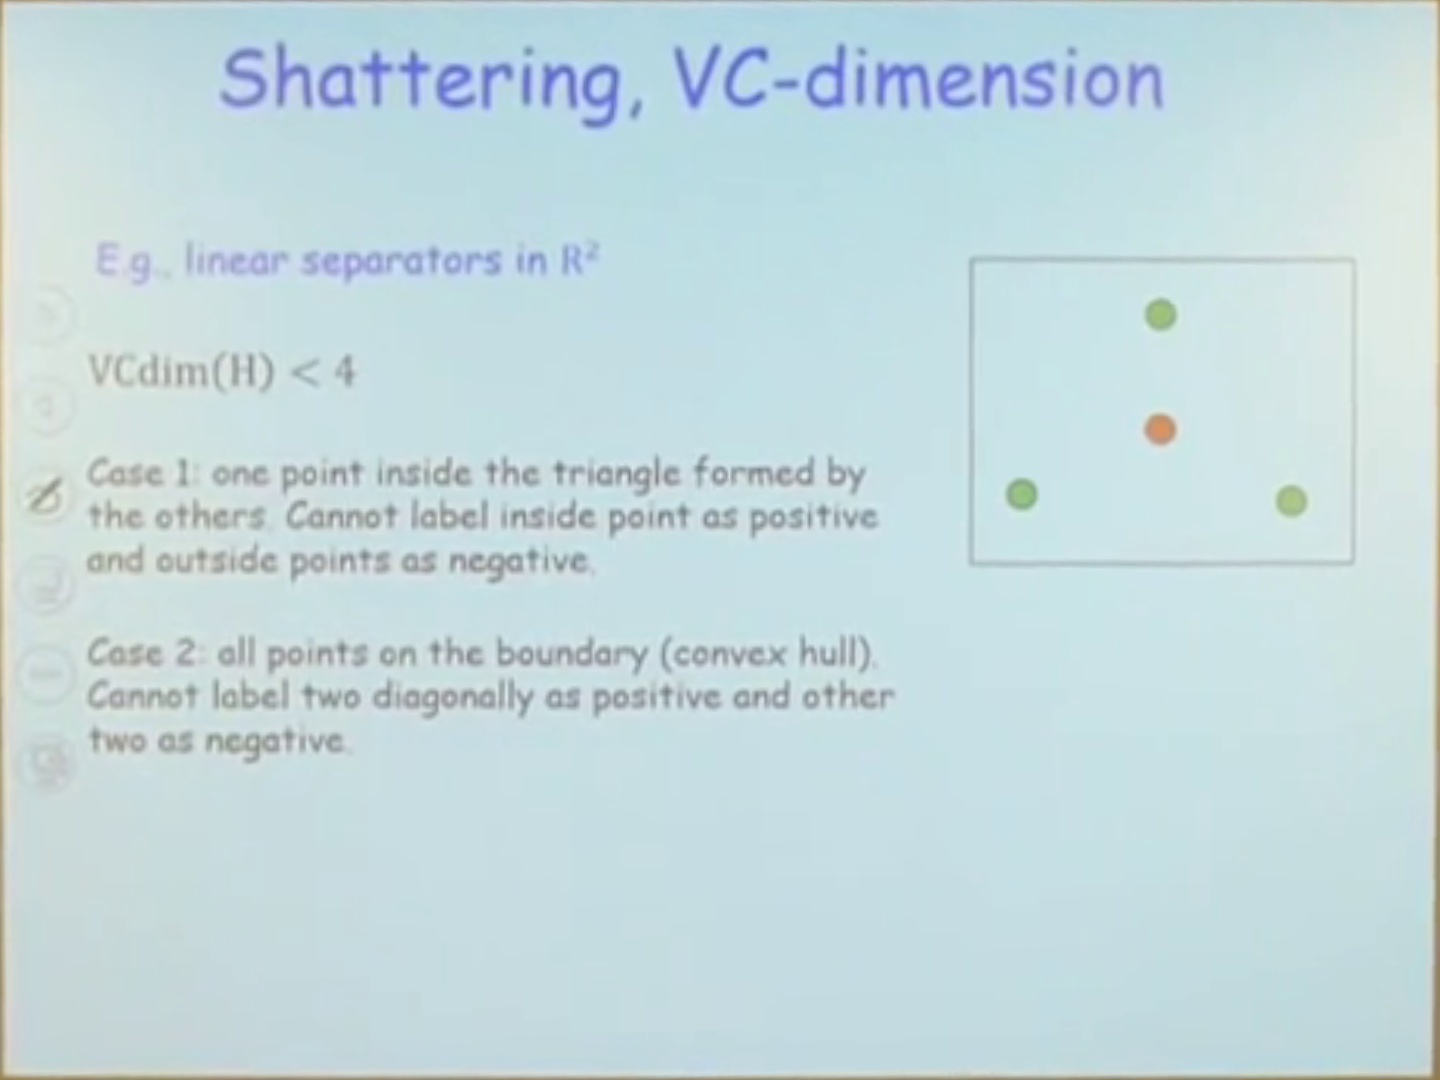 Shattering, VC-dimension
E.g., linear separators in R²
VCdim(H) < 4
Case 1: one point inside the triangle formed by
the others. Cannot label inside point as positive
and outside points as negative.
Case 2: all points on the boundary (convex hull).
Cannot label two diagonally as positive and other
two as negative.